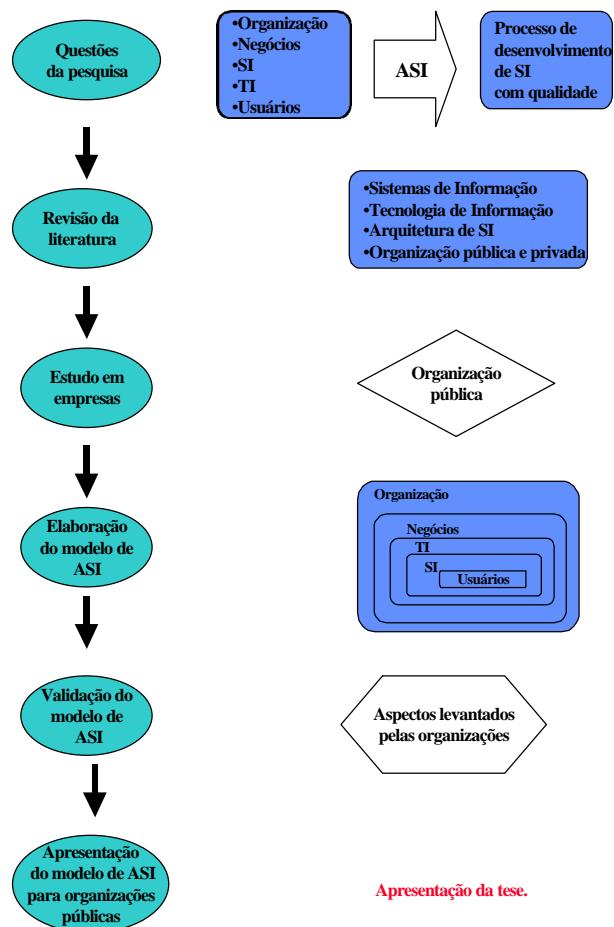 Questões
da pesquisa
•Organização
•Negócios
•SI
•TI
•Usuários
ASI
Processo de
desenvolvimento
de SI
com qualidade
Revisão da
literatura
•Sistemas de Informação
•Tecnologia de Informação
•Arquitetura de SI
•Organização pública e privada
Estudo em
empresas
Organização
pública
Elaboração
do modelo de
ASI
Organização
Negócios
TI
SI
Usuários
Validação do
modelo de
ASI
Aspectos levantados
pelas organizações
Apresentação
do modelo de ASI
para organizações
públicas
Apresentação da tese.